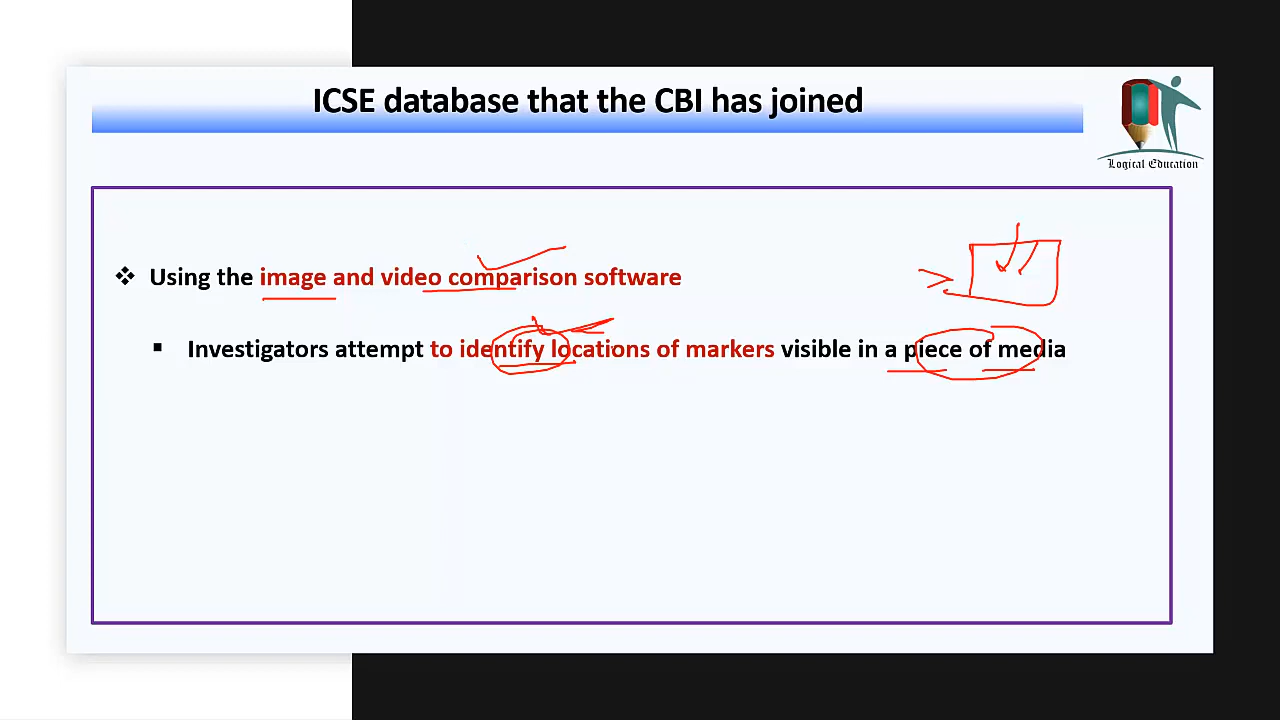 ICSE database that the CBI has joined
Logical Education
❖ Using the image and video comparison software
▪ Investigators attempt to identify locations of markers visible in a piece of media